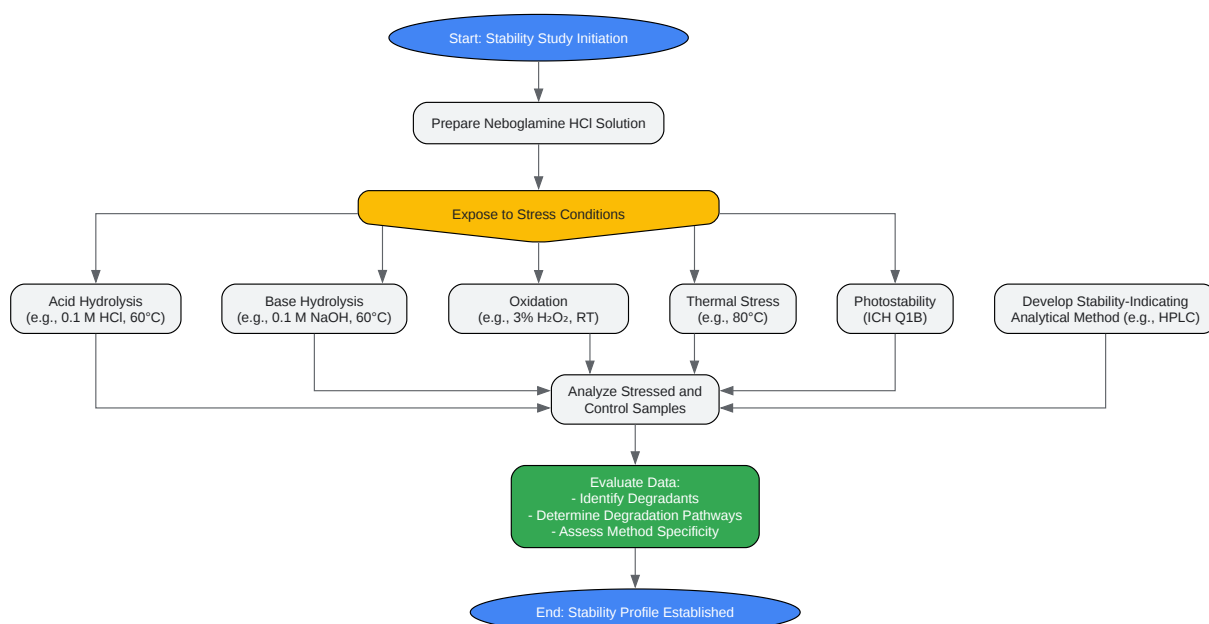 Start: Stability Study Initiation
Prepare Neboglamine HCl Solution
Expose to Stress Conditions
Acid Hydrolysis
(e.g., 0.1 M HCl, 60°C)
Base Hydrolysis
(e.g., 0.1 M NaOH, 60°C)
Oxidation
(e.g., 3% H₂O₂, RT)
Thermal Stress
(e.g., 80°C)
Photostability
(ICH Q1B)
Develop Stability-Indicating
Analytical Method (e.g., HPLC)
Analyze Stressed and
Control Samples
Evaluate Data:
- Identify Degradants
- Determine Degradation Pathways
- Assess Method Specificity
End: Stability Profile Established